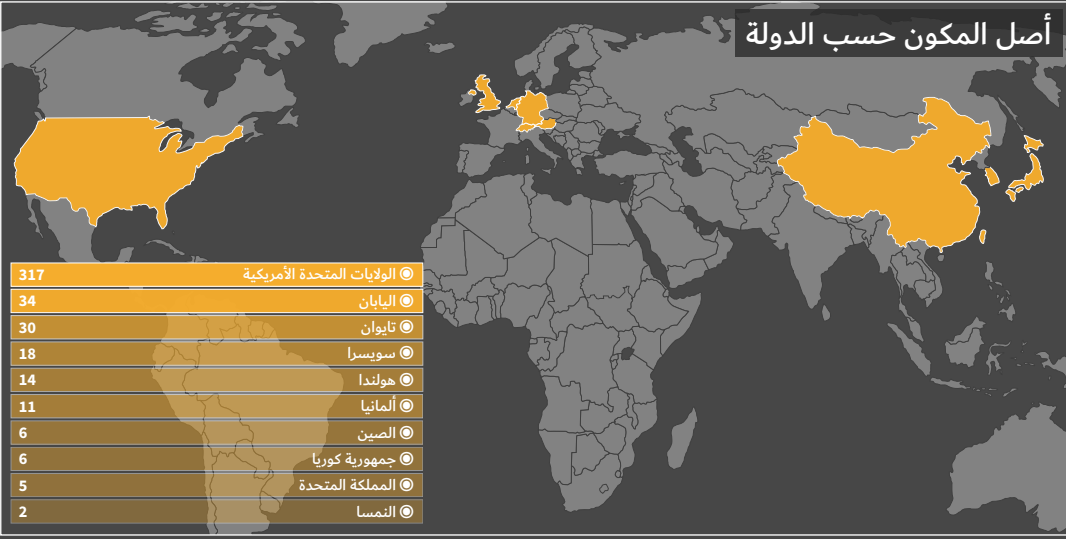 أصل المكون حسب الدولة
الولايات المتحدة الأمريكية 317
اليابان 34
تايوان 30
سويسرا 18
هولندا 14
ألمانيا 11
الصين 6
جمهورية كوريا 6
المملكة المتحدة 5
النمسا 2